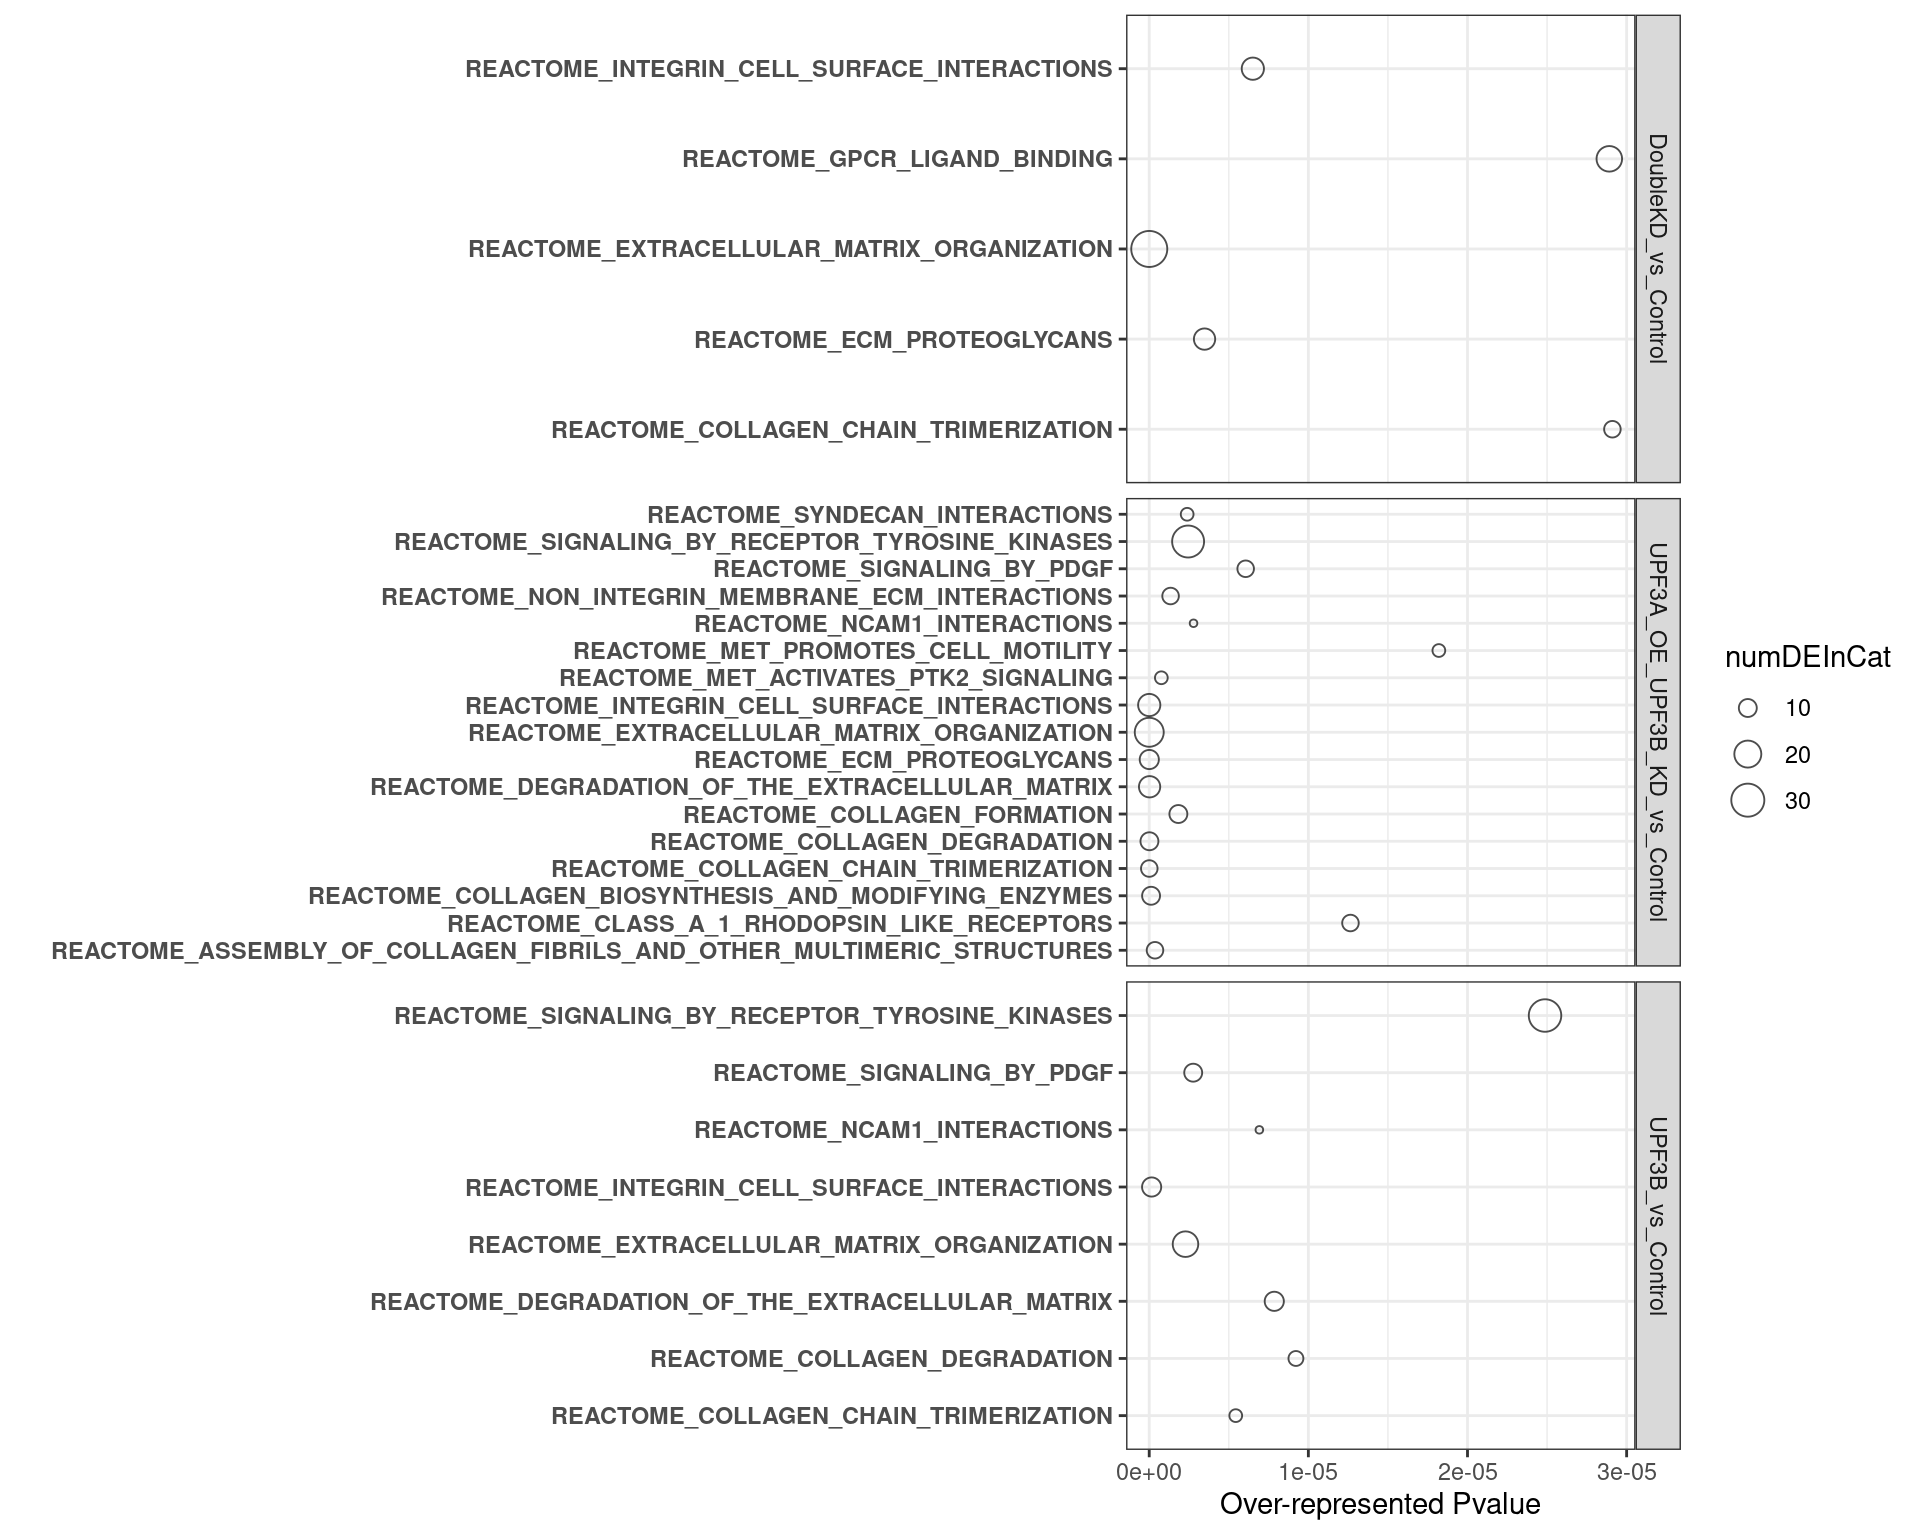 REACTOME_INTEGRIN_CELL_SURFACE_INTERACTIONS
REACTOME_GPCR_LIGAND_BINDING
REACTOME_EXTRACELLULAR_MATRIX_ORGANIZATION
REACTOME_ECM_PROTEOGLYCANS
REACTOME_COLLAGEN_CHAIN_TRIMERIZATION
DoubleKD_vs_Control
REACTOME_SYNDECAN_INTERACTIONS
REACTOME_SIGNALING_BY_RECEPTOR_TYROSINE_KINASES
REACTOME_SIGNALING_BY_PDGF
REACTOME_NON_INTEGRIN_MEMBRANE_ECM_INTERACTIONS
REACTOME_NCAM1_INTERACTIONS
REACTOME_MET_PROMOTES_CELL_MOTILITY
REACTOME_MET_ACTIVATES_PTK2_SIGNALING
REACTOME_INTEGRIN_CELL_SURFACE_INTERACTIONS
REACTOME_EXTRACELLULAR_MATRIX_ORGANIZATION
REACTOME_ECM_PROTEOGLYCANS
REACTOME_DEGRADATION_OF_THE_EXTRACELLULAR_MATRIX
REACTOME_COLLAGEN_FORMATION
REACTOME_COLLAGEN_DEGRADATION
REACTOME_COLLAGEN_CHAIN_TRIMERIZATION
REACTOME_COLLAGEN_BIOSYNTHESIS_AND_MODIFYING_ENZYMES
REACTOME_CLASS_A_1_RHODOPSIN_LIKE_RECEPTORS
REACTOME_ASSEMBLY_OF_COLLAGEN_FIBRILS_AND_OTHER_MULTIMERIC_STRUCTURES
UPF3A_OE_UPF3B_KD_vs_Control
REACTOME_SIGNALING_BY_RECEPTOR_TYROSINE_KINASES
REACTOME_SIGNALING_BY_PDGF
REACTOME_NCAM1_INTERACTIONS
REACTOME_INTEGRIN_CELL_SURFACE_INTERACTIONS
REACTOME_EXTRACELLULAR_MATRIX_ORGANIZATION
REACTOME_DEGRADATION_OF_THE_EXTRACELLULAR_MATRIX
REACTOME_COLLAGEN_DEGRADATION
REACTOME_COLLAGEN_CHAIN_TRIMERIZATION
UPF3B_vs_Control
0e+00 1e-05 2e-05 3e-05
Over-represented Pvalue
numDEInCat
10
20
30